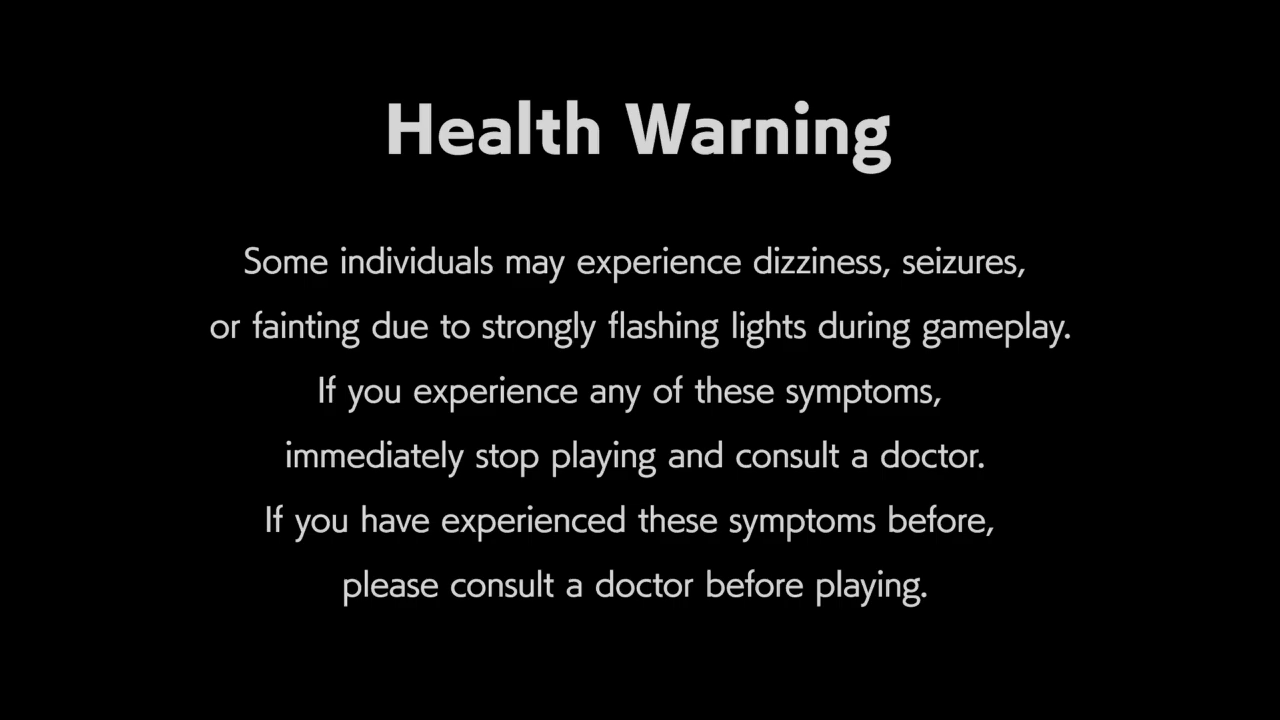 Health Warning
Some individuals may experience dizziness, seizures,
or fainting due to strongly flashing lights during gameplay.
If you experience any of these symptoms,
immediately stop playing and consult a doctor.
If you have experienced these symptoms before,
please consult a doctor before playing.